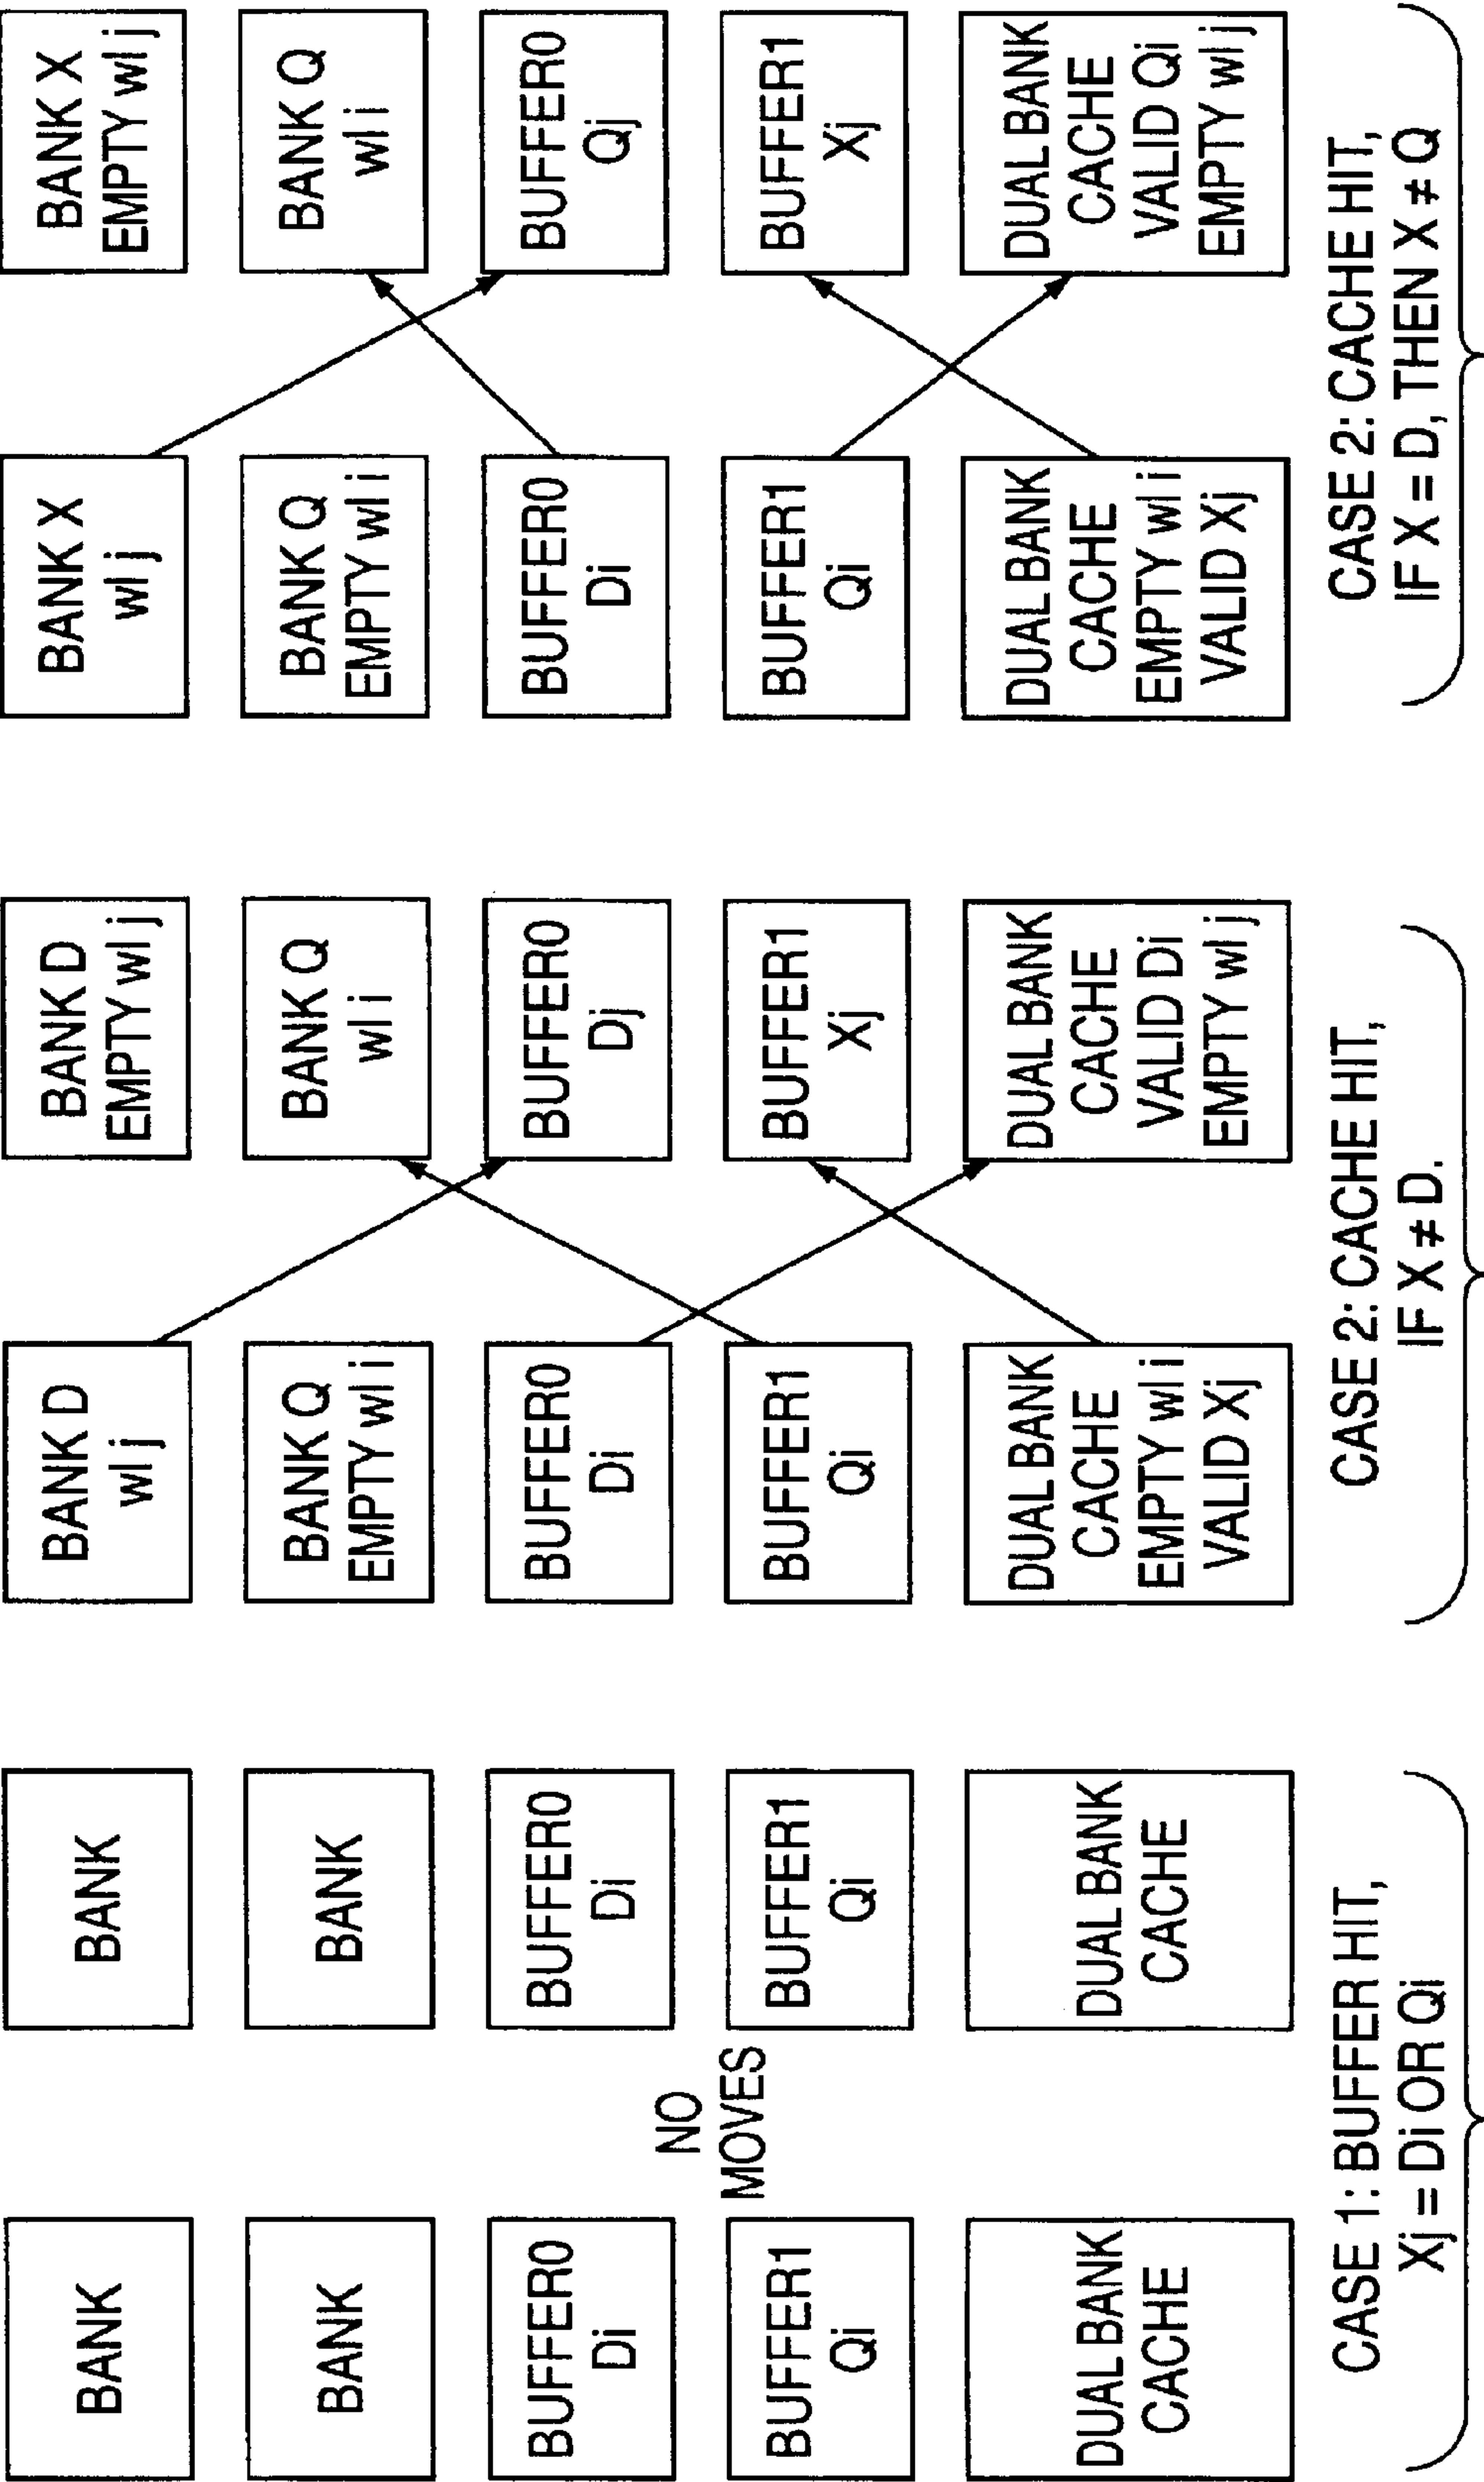 BANK
BANK
BUFFER0
Di
BUFFER1
Qi
DUAL BANK
CACHE
NO
MOVES
BANK
BANK
BUFFER0
Di
BUFFER1
Qi
DUAL BANK
CACHE
CASE 1: BUFFER HIT,
Xj = Di OR Qi
BANK D
wl j
BANK Q
EMPTY wl i
BUFFER0
Di
BUFFER1
Qi
DUAL BANK
CACHE
EMPTY wl i
VALID Xj
BANK D
EMPTY wl j
BANK Q
wl i
BUFFER0
Dj
BUFFER1
Xj
DUAL BANK
CACHE
VALID Di
EMPTY wl j
CASE 2: CACHE HIT,
IF X ≠ D.
BANK X
wl j
BANK Q
EMPTY wl i
BUFFER0
Di
BUFFER1
Qi
DUAL BANK
CACHE
EMPTY wl i
VALID Xj
BANK X
EMPTY wl j
BANK Q
wl i
BUFFER0
Qj
BUFFER1
Xj
DUAL BANK
CACHE
VALID Qi
EMPTY wl j
CASE 2: CACHE HIT,
IF X = D, THEN X ≠ Q